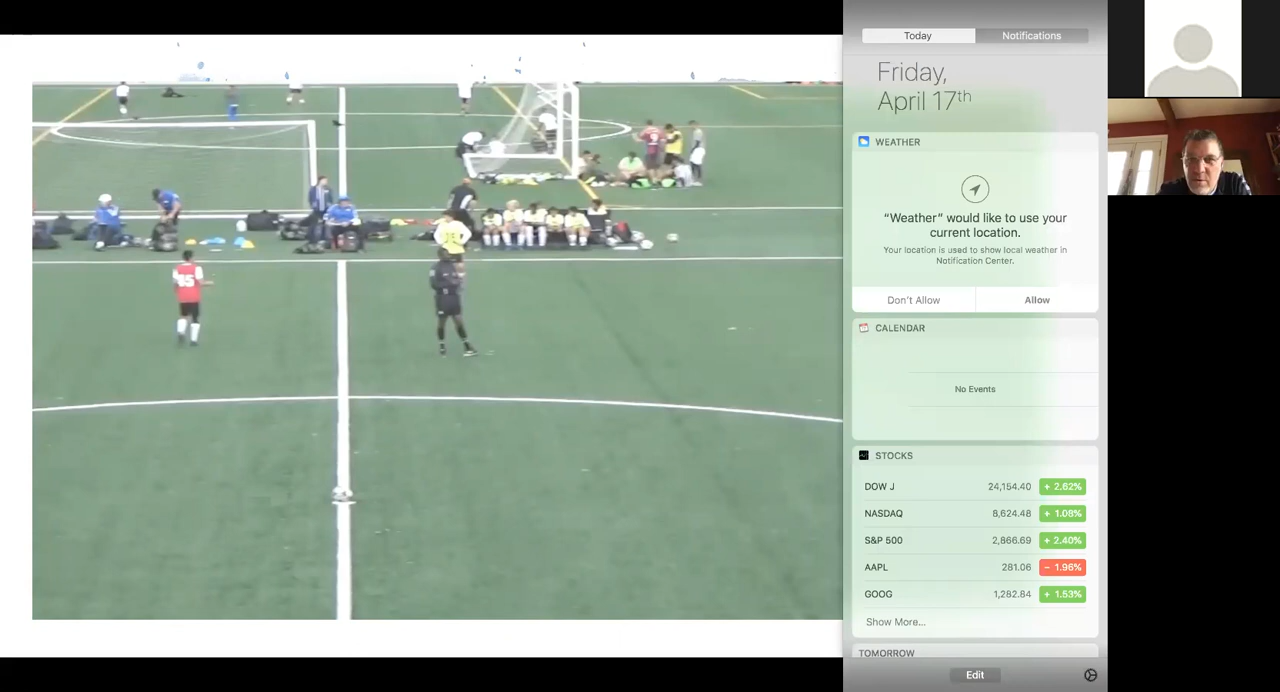 Today
Notifications
Friday,
April 17th
WEATHER
“Weather” would like to use your
current location.
Your location is used to show local weather in
Notification Center.
Don't Allow
Allow
CALENDAR
No Events
STOCKS
DOW J 24,154.40 + 2.62%
NASDAQ 8,624.48 + 1.08%
S&P 500 2,866.69 + 2.40%
AAPL 281.06 − 1.96%
GOOG 1,282.84 + 1.53%
Show More...
TOMORROW
Edit